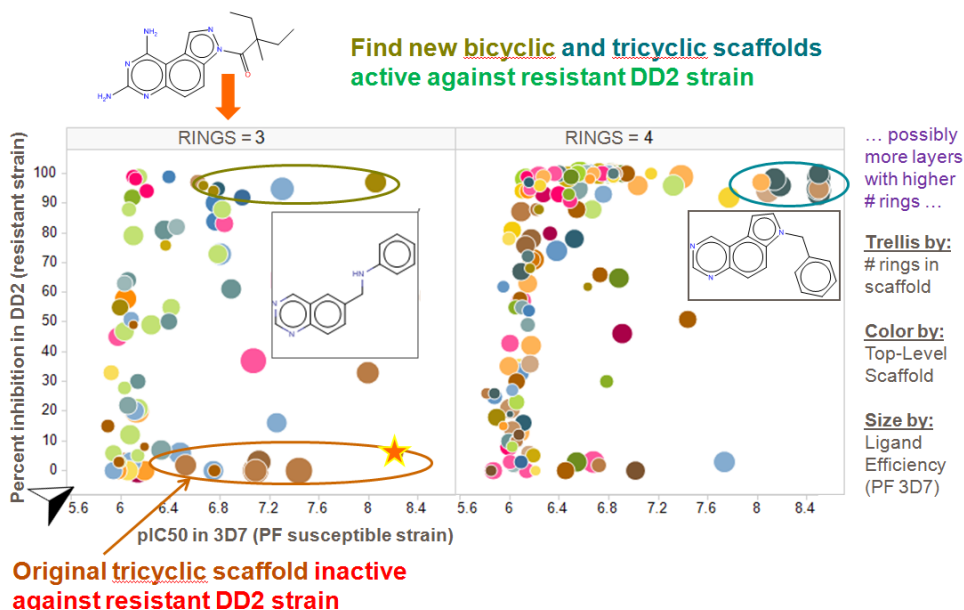 NH2
N
N
N
N
H2N
N
O
Find new bicyclic and tricyclic scaffolds
active against resistant DD2 strain
RINGS = 3
RINGS = 4
Percent inhibition in DD2 (resistant strain)
100
90
80
70
60
50
40
30
20
10
0
HN
N
N
N
N
N
5.6
6
6.4
6.8
7.2
7.6
8
8.4
5.6
6
6.4
6.8
7.2
7.6
8
8.4
pIC50 in 3D7 (PF susceptible strain)
… possibly
more layers
with higher
# rings …
Trellis by:
# rings in
scaffold
Color by:
Top-Level
Scaffold
Size by:
Ligand
Efficiency
(PF 3D7)
Original tricyclic scaffold inactive
against resistant DD2 strain